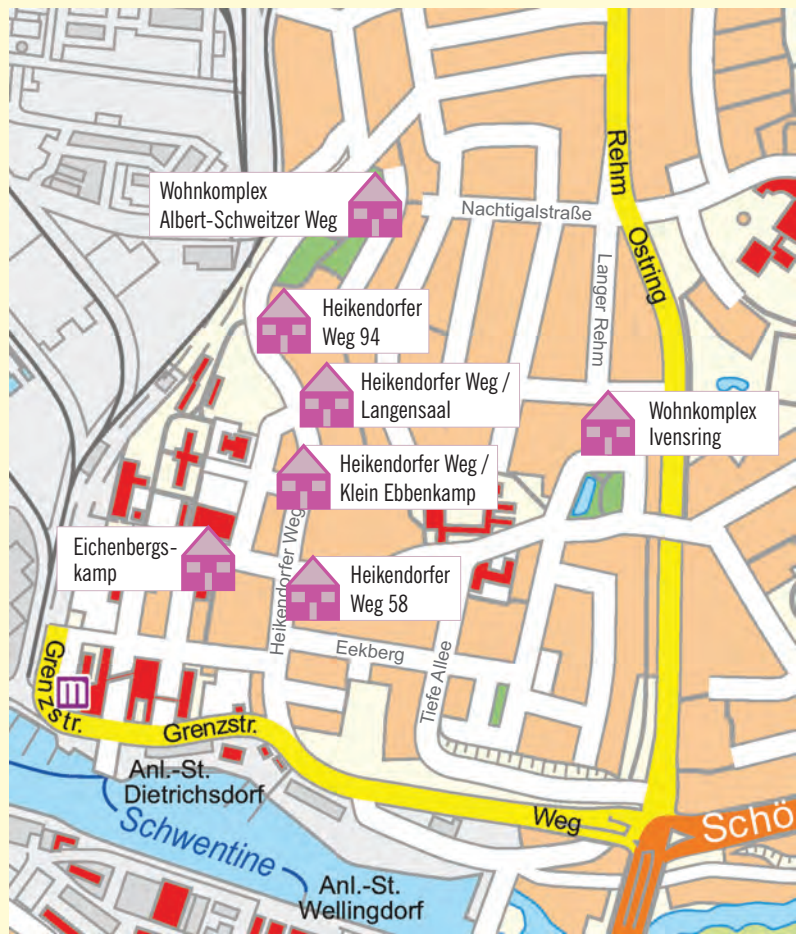 Rehm
Wohnkomplex
Albert-Schweitzer Weg
Nachtigalstraße
Ostring
Langer Rehm
Heikendorfer
Weg 94
Heikendorfer Weg /
Langensaal
Wohnkomplex
Ivensring
Heikendorfer Weg /
Klein Ebbenkamp
Heikendorfer Weg
Eichenbergs-
kamp
Heikendorfer
Weg 58
Eekberg
Tiefe Allee
Grenzstr.
Grenzstr.
Anl.-St.
Dietrichsdorf
Schwentine
Weg
Schö
Anl.-St.
Wellingdorf